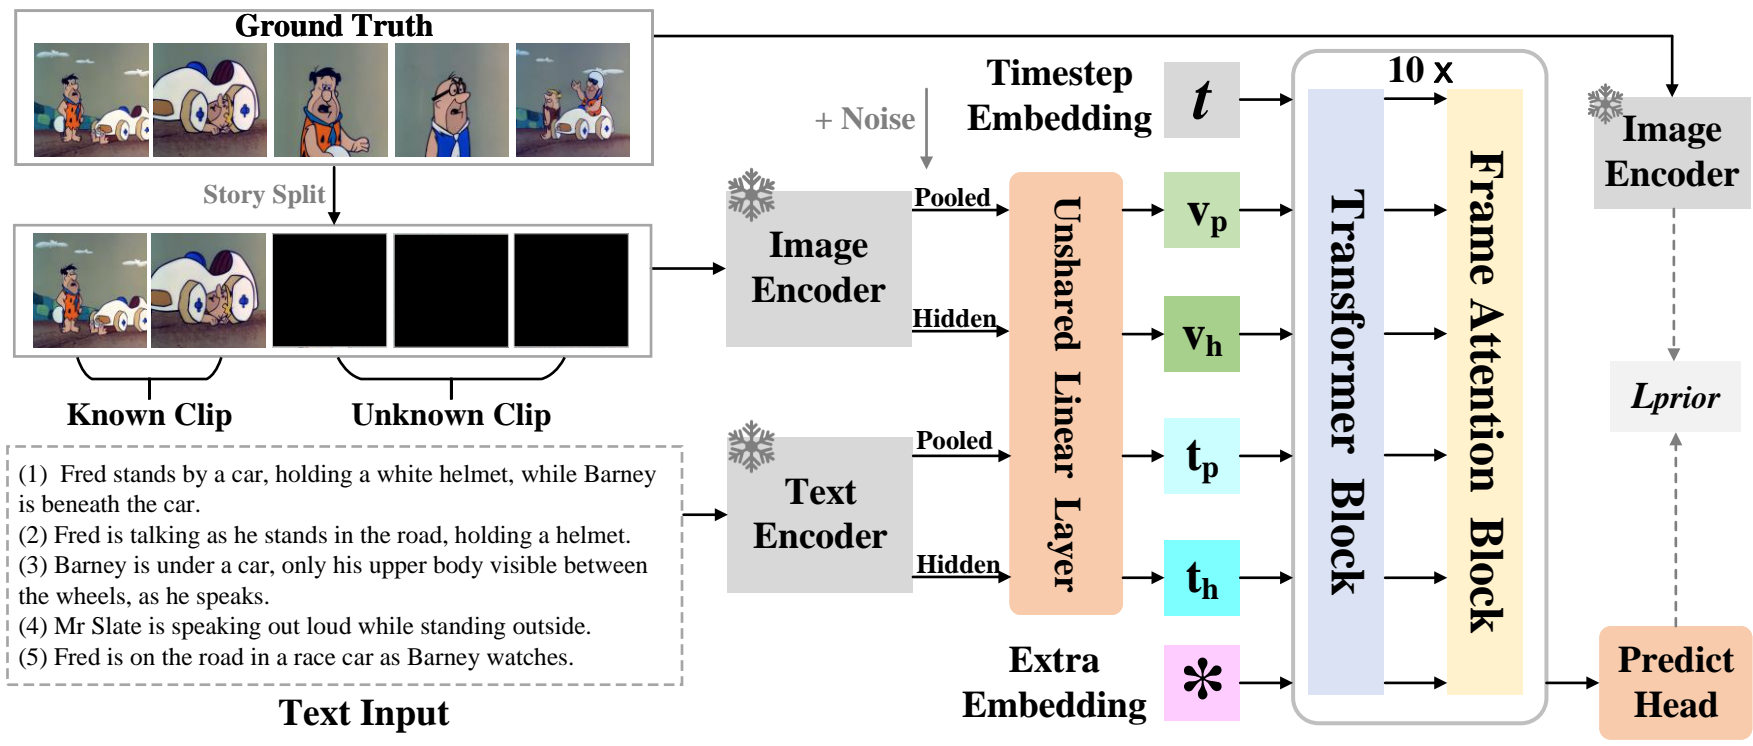 Ground Truth
Story Split
Known Clip
Unknown Clip
(1) Fred stands by a car, holding a white helmet, while Barney
is beneath the car.
(2) Fred is talking as he stands in the road, holding a helmet.
(3) Barney is under a car, only his upper body visible between
the wheels, as he speaks.
(4) Mr Slate is speaking out loud while standing outside.
(5) Fred is on the road in a race car as Barney watches.
Text Input
+ Noise
Image
Encoder
Pooled
Hidden
Text
Encoder
Pooled
Hidden
Unshared Linear Layer
Timestep
Embedding
t
v_p
v_h
t_p
t_h
Extra
Embedding
*
10 x
Transformer Block
Frame Attention Block
Image
Encoder
Lprior
Predict
Head